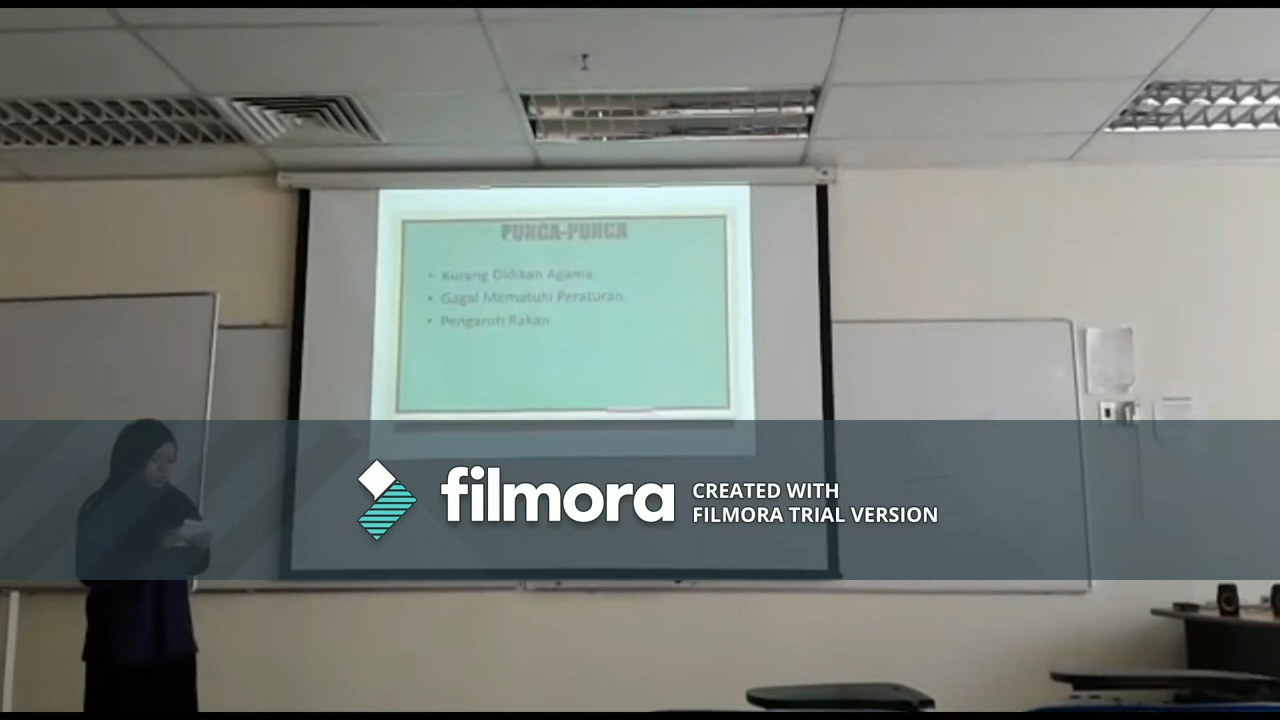 PUNCA-PUNCA
• Kurang Didikan Agama.
• Gagal Mematuhi Peraturan.
• Pengaruh Rakan
filmora
CREATED WITH
FILMORA TRIAL VERSION